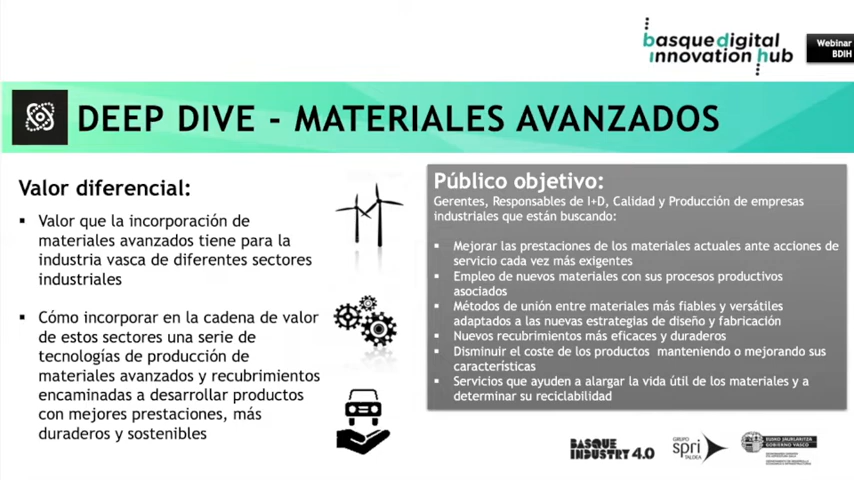 basque digital
innovation hub
Webinar
BDIH
DEEP DIVE - MATERIALES AVANZADOS
Valor diferencial:
▪ Valor que la incorporación de
materiales avanzados tiene para la
industria vasca de diferentes sectores
industriales
▪ Cómo incorporar en la cadena de valor
de estos sectores una serie de
tecnologías de producción de
materiales avanzados y recubrimientos
encaminadas a desarrollar productos
con mejores prestaciones, más
duraderos y sostenibles
Público objetivo:
Gerentes, Responsables de I+D, Calidad y Producción de empresas
industriales que están buscando:
▪ Mejorar las prestaciones de los materiales actuales ante acciones de
servicio cada vez más exigentes
▪ Empleo de nuevos materiales con sus procesos productivos
asociados
▪ Métodos de unión entre materiales más fiables y versátiles
adaptados a las nuevas estrategias de diseño y fabricación
▪ Nuevos recubrimientos más eficaces y duraderos
▪ Disminuir el coste de los productos manteniendo o mejorando sus
características
▪ Servicios que ayuden a alargar la vida útil de los materiales y a
determinar su reciclabilidad
BASQUE
INDUSTRY 4.0
GRUPO
spri
TALDEA
EUSKO JAURLARITZA
GOBIERNO VASCO